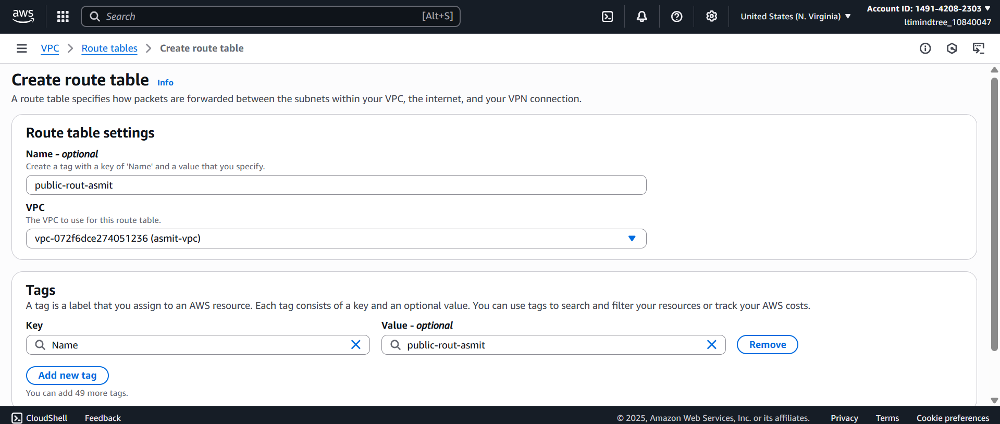 aws
Search [Alt+S]
United States (N. Virginia)
Account ID: 1491-4208-2303
ltimindtree_10840047
VPC
Route tables
Create route table
Create route table Info
A route table specifies how packets are forwarded between the subnets within your VPC, the internet, and your VPN connection.
Route table settings
Name - optional
Create a tag with a key of 'Name' and a value that you specify.
public-rout-asmit
VPC
The VPC to use for this route table.
vpc-072f6dce274051236 (asmit-vpc)
Tags
A tag is a label that you assign to an AWS resource. Each tag consists of a key and an optional value. You can use tags to search and filter your resources or track your AWS costs.
Key Value - optional
Name public-rout-asmit Remove
Add new tag
You can add 49 more tags.
CloudShell Feedback © 2025, Amazon Web Services, Inc. or its affiliates. Privacy Terms Cookie preferences